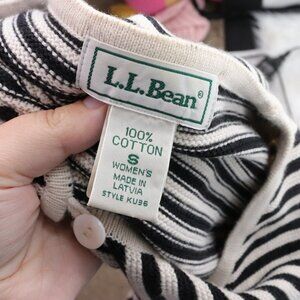 L.L.Bean®
100%
COTTON
S
WOMEN'S
MADE IN
LATVIA
STYLE KU36